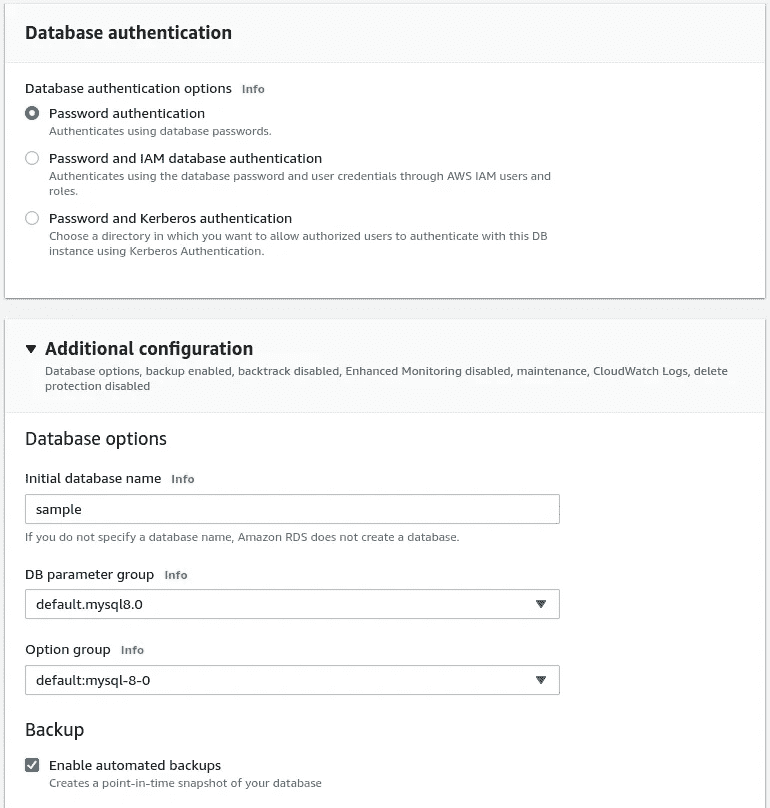 Database authentication
Database authentication options Info
Password authentication
Authenticates using database passwords.
Password and IAM database authentication
Authenticates using the database password and user credentials through AWS IAM users and
roles.
Password and Kerberos authentication
Choose a directory in which you want to allow authorized users to authenticate with this DB
instance using Kerberos Authentication.
Additional configuration
Database options, backup enabled, backtrack disabled, Enhanced Monitoring disabled, maintenance, CloudWatch Logs, delete
protection disabled
Database options
Initial database name Info
sample
If you do not specify a database name, Amazon RDS does not create a database.
DB parameter group Info
default.mysql8.0
Option group Info
default:mysql-8-0
Backup
Enable automated backups
Creates a point-in-time snapshot of your database